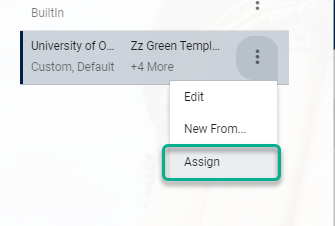 BuiltIn
University of O... Zz Green Templ...
Custom, Default +4 More
Edit
New From...
Assign